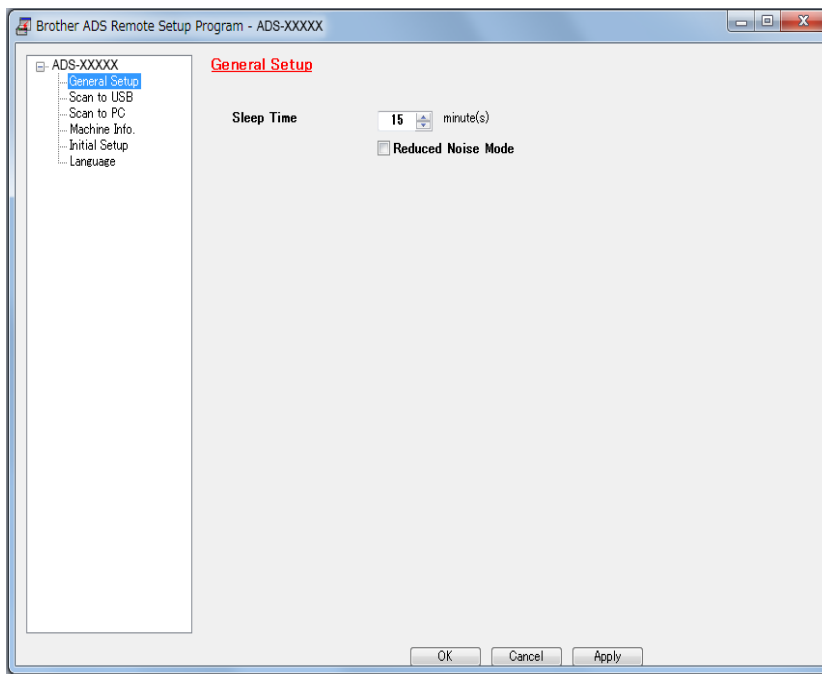 Brother ADS Remote Setup Program - ADS-XXXXX
ADS-XXXXX
General Setup
Scan to USB
Scan to PC
Machine Info.
Initial Setup
Language
General Setup
Sleep Time 15 minute(s)
Reduced Noise Mode
OK Cancel Apply